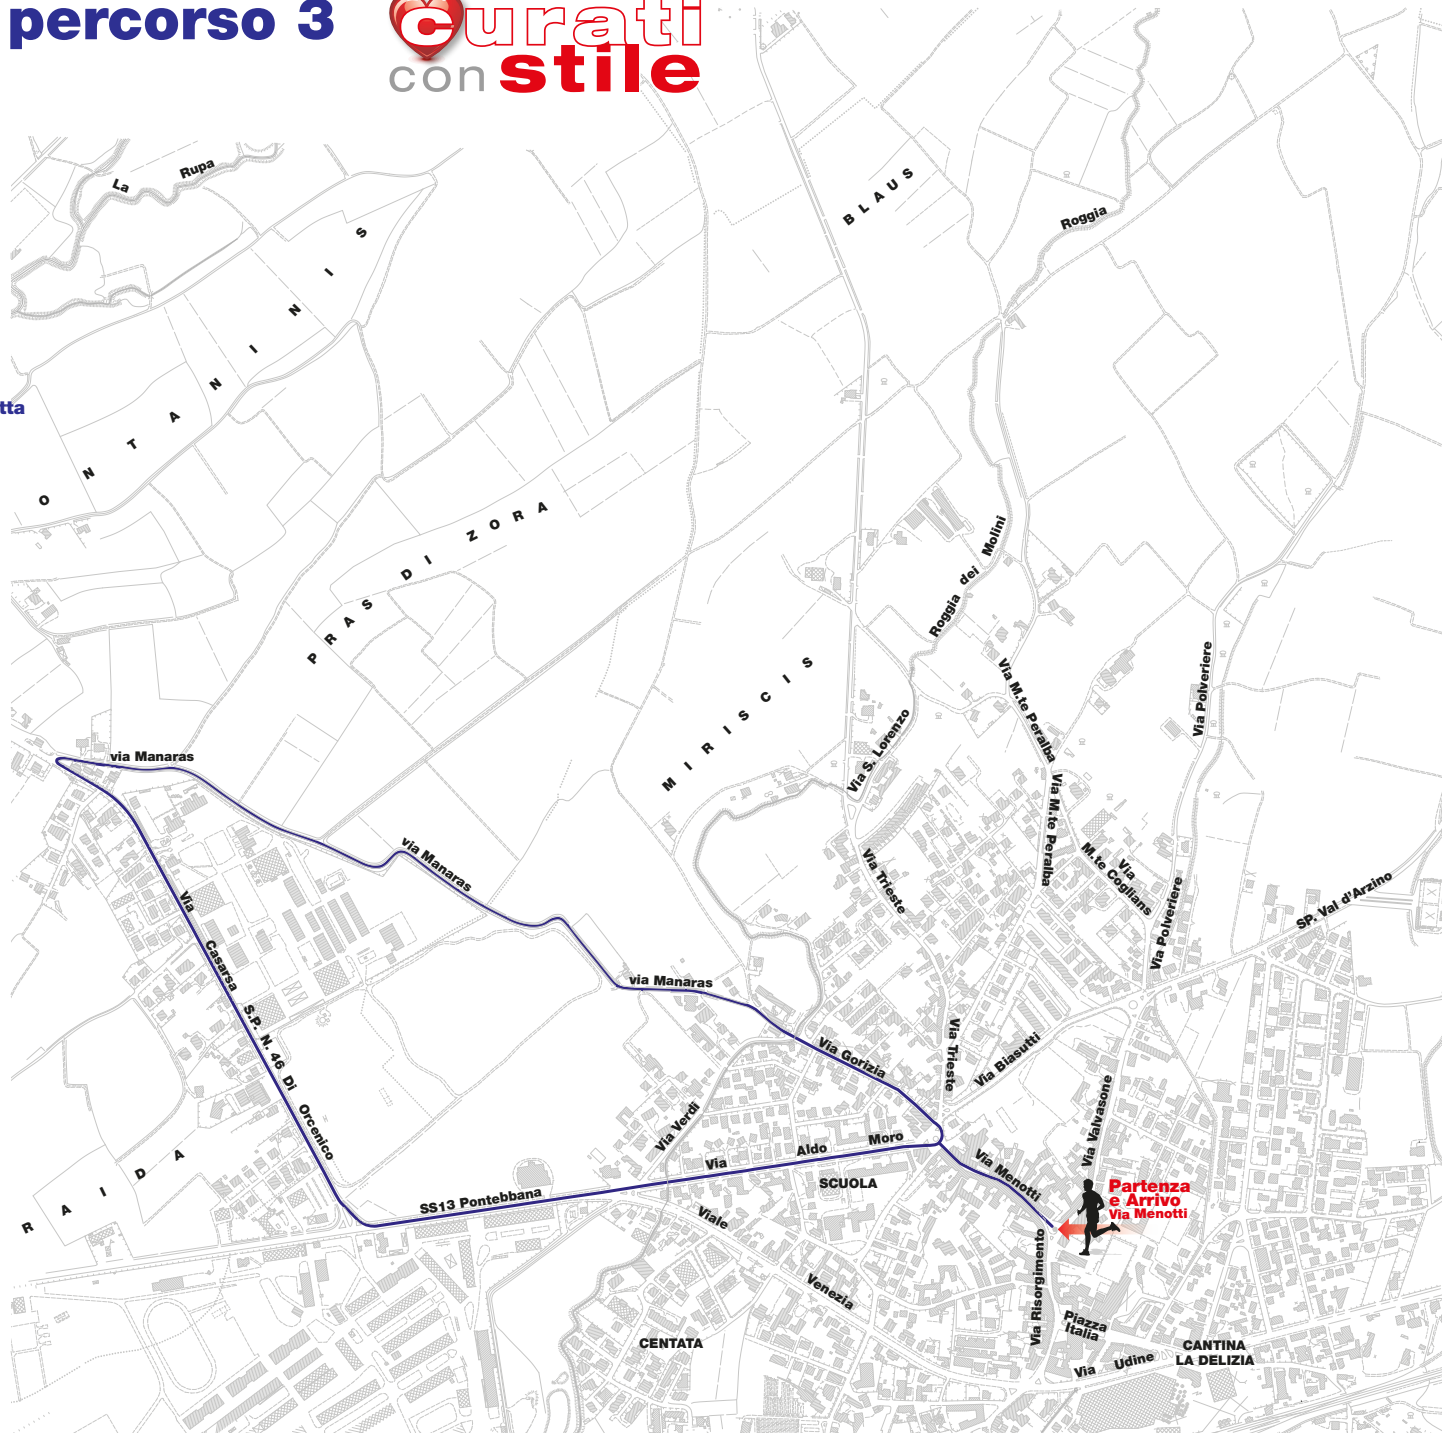 percorso 3
curati
con stile
La Rupa
BLAUS
Roggia
tta
ONTANINIS
PRAS DI ZORA
Roggia dei Molini
MIRISCIS
Via M.te Peralba
Via Polveriere
Via S. Lorenzo
via Manaras
Via M.te Peralba
via Manaras
Via Trieste
Via
M.te Coglians
Via Polveriere
SP. Val d'Arzino
Via Casarsa S.P. N. 46 Di Orcenico
via Manaras
Via Gorizia
Via Trieste
Via Biasutti
Via Valvasone
Via Verdi
RAIDA
Via Aldo Moro
Via Menotti
SCUOLA
SS13 Pontebbana
Partenza
e Arrivo
Via Menotti
Viale Venezia
Via Risorgimento
Piazza
Italia
CENTATA
CANTINA
LA DELIZIA
Via Udine